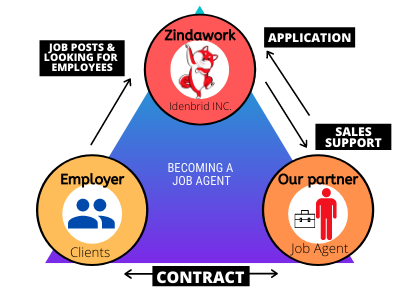 Zindawork
Idenbrid INC.
JOB POSTS &
LOOKING FOR
EMPLOYEES
APPLICATION
SALES
SUPPORT
BECOMING A
JOB AGENT
Employer
Clients
Our partner
Job Agent
CONTRACT